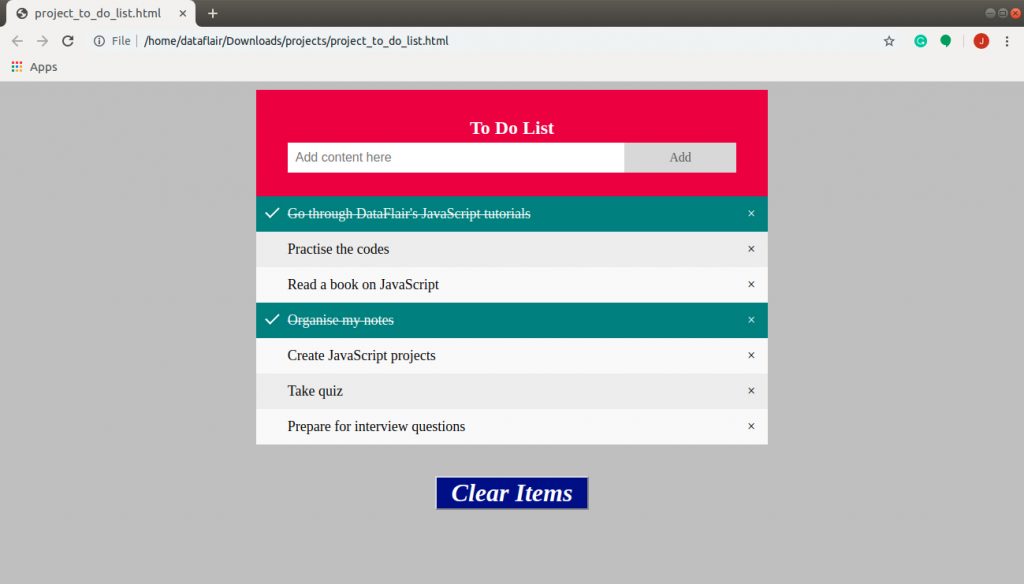 project_to_do_list.html
File
/home/dataflair/Downloads/projects/project_to_do_list.html
J
Apps
To Do List
Add content here
Add
Go through DataFlair's JavaScript tutorials
Practise the codes
Read a book on JavaScript
Organise my notes
Create JavaScript projects
Take quiz
Prepare for interview questions
Clear Items